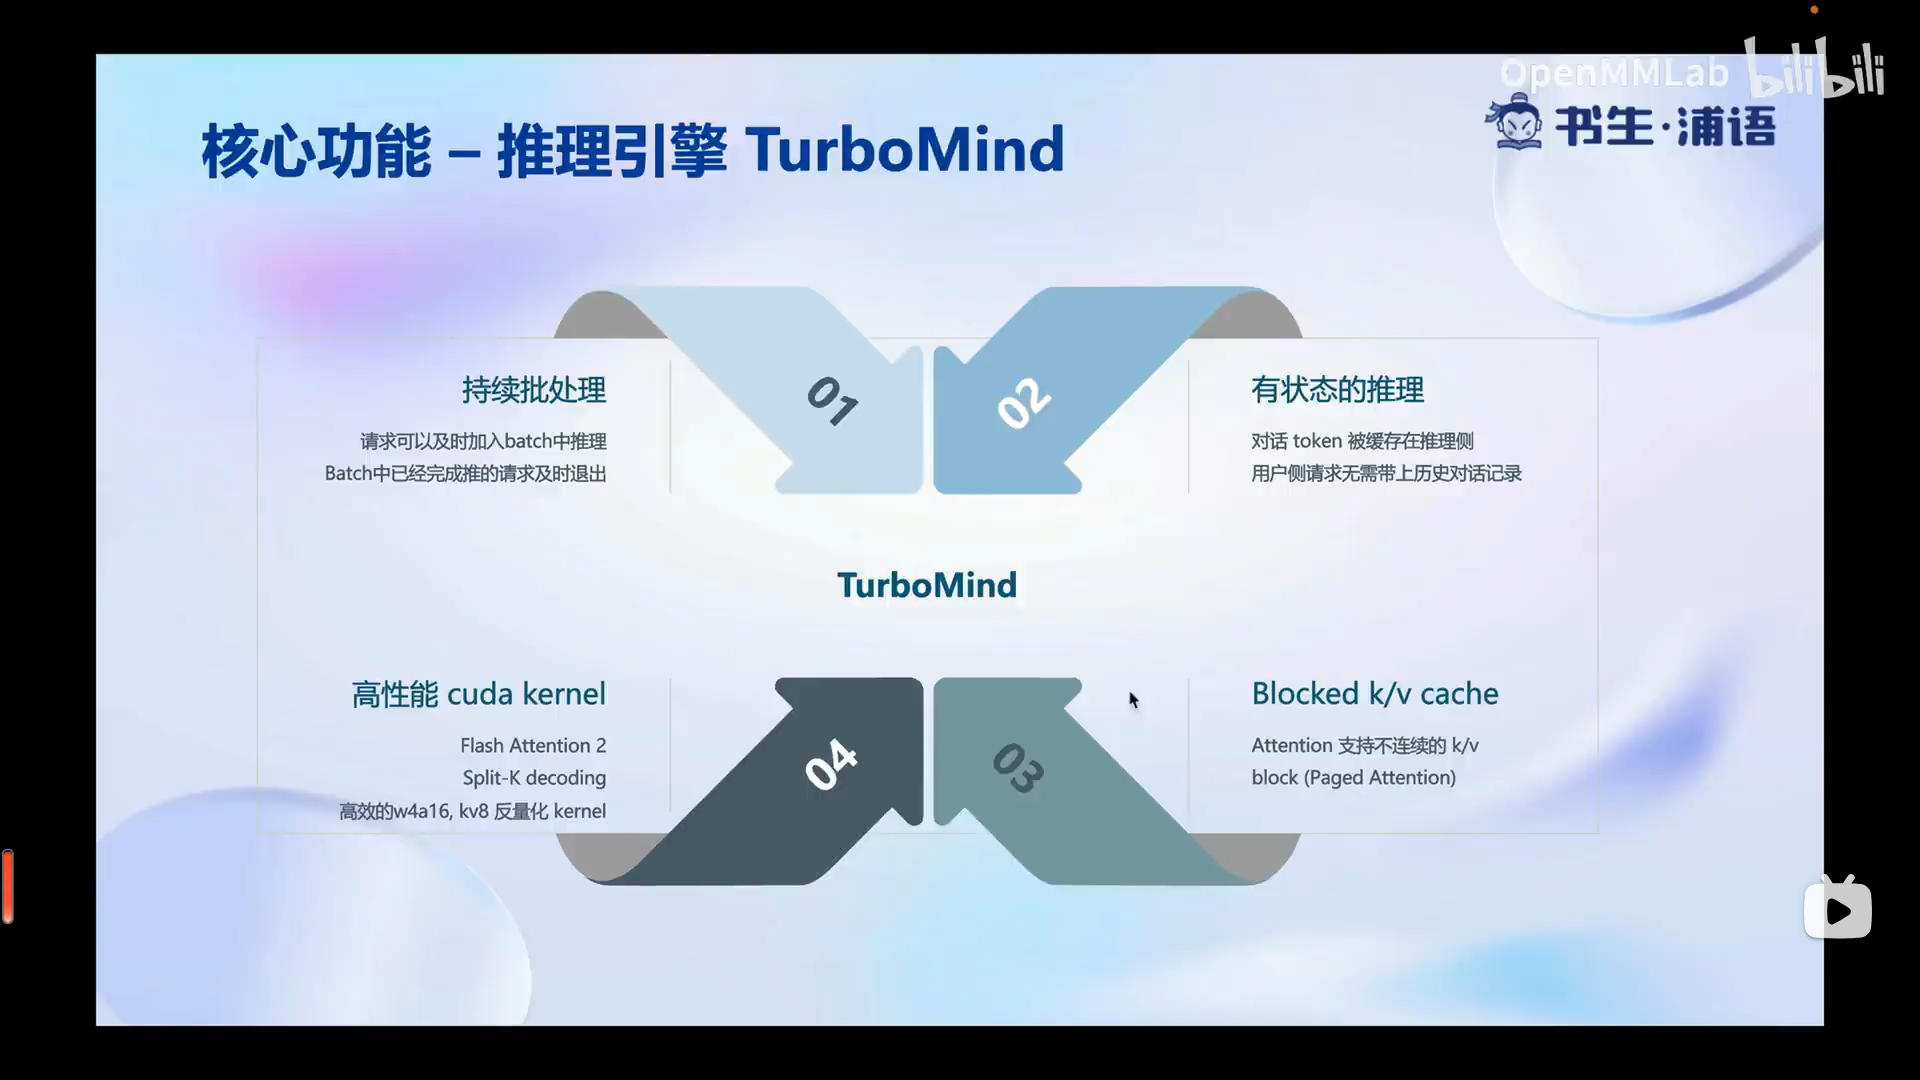 OpenMMLab bilibili
书生·浦语
核心功能 – 推理引擎 TurboMind
01
持续批处理
请求可以及时加入batch中推理
Batch中已经完成推的请求及时退出
02
有状态的推理
对话 token 被缓存在推理侧
用户侧请求无需带上历史对话记录
TurboMind
高性能 cuda kernel
Flash Attention 2
Split-K decoding
高效的w4a16, kv8 反量化 kernel
04
03
Blocked k/v cache
Attention 支持不连续的 k/v
block (Paged Attention)